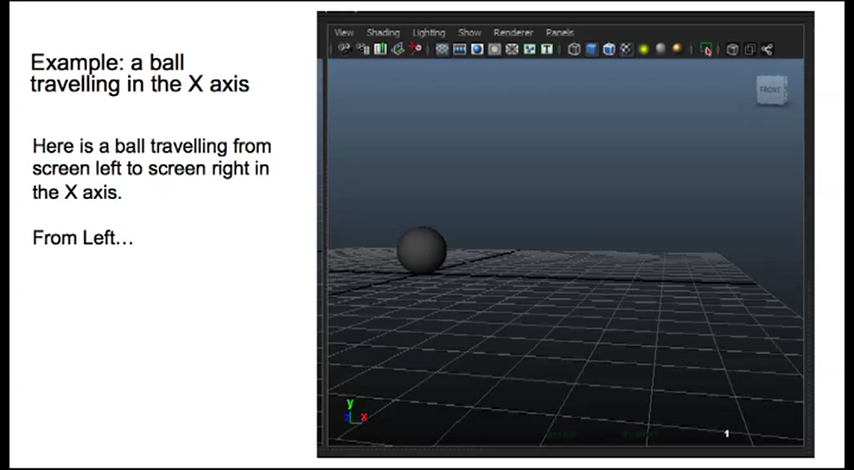 Example: a ball
travelling in the X axis
Here is a ball travelling from
screen left to screen right in
the X axis.
From Left…
View Shading Lighting Show Renderer Panels
FRONT
y
x
1